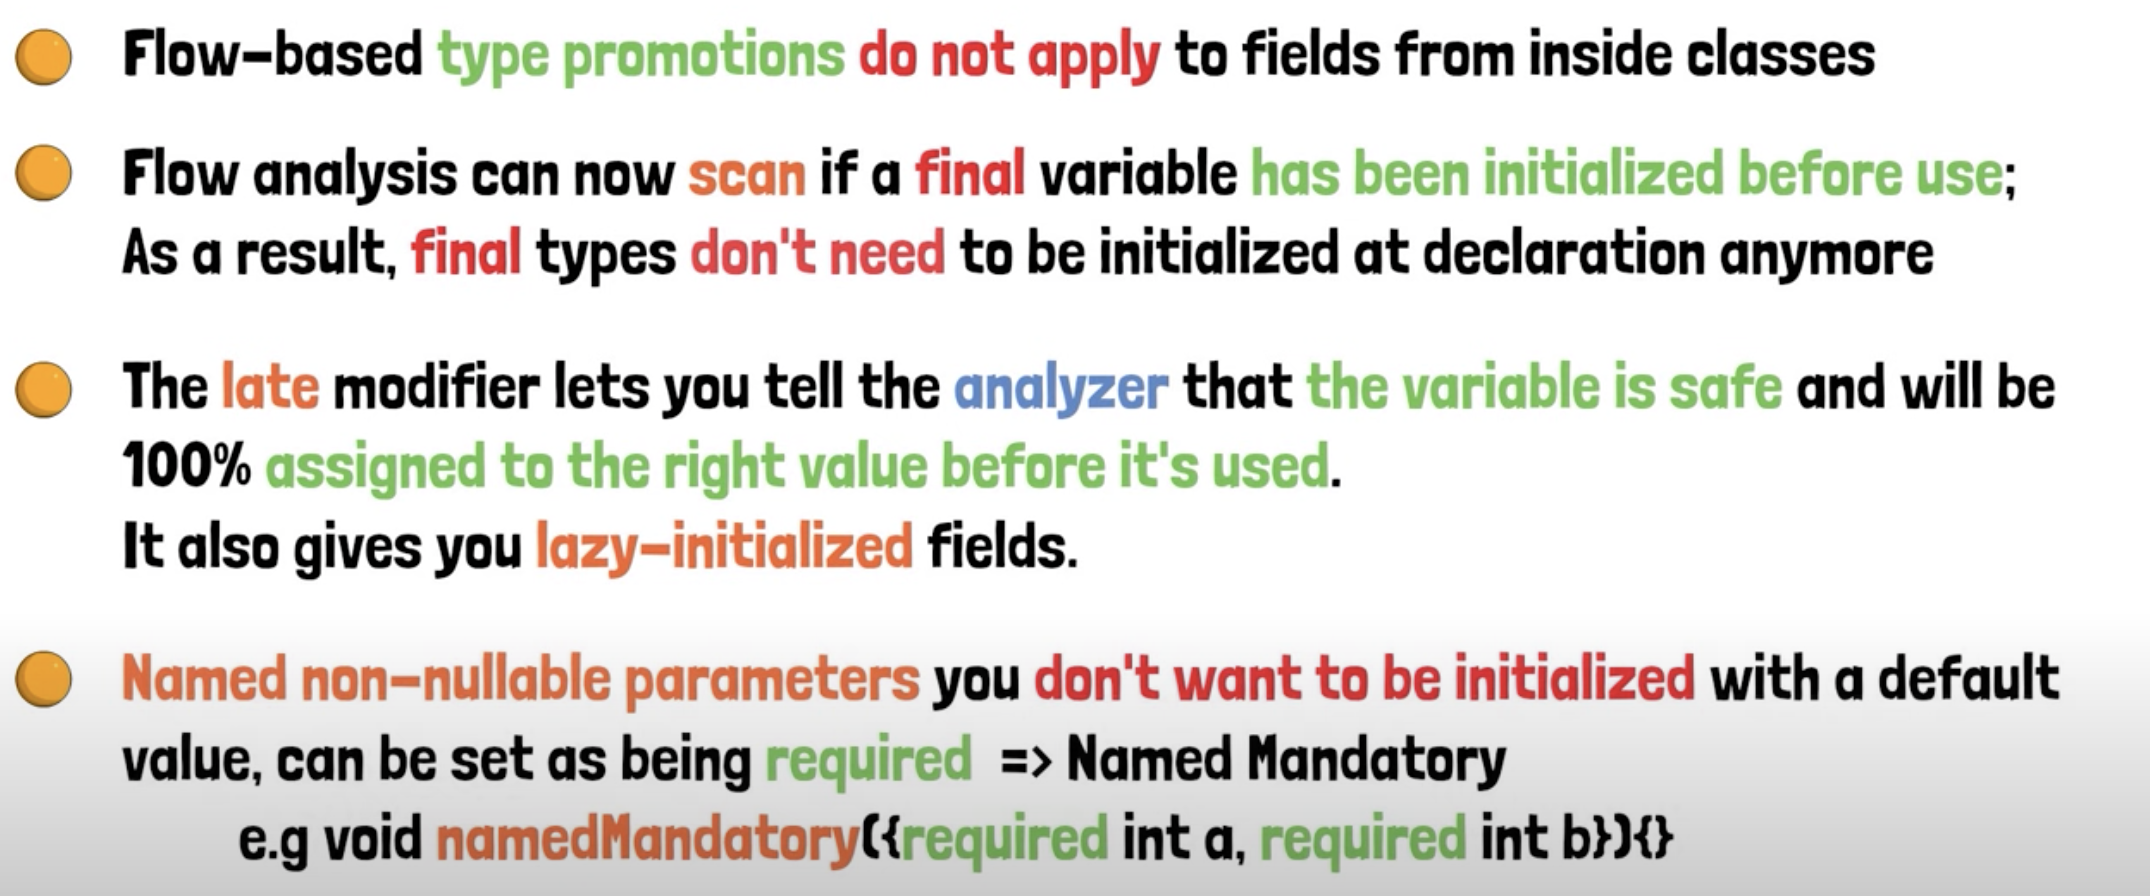 Flow-based type promotions do not apply to fields from inside classes
Flow analysis can now scan if a final variable has been initialized before use;
As a result, final types don't need to be initialized at declaration anymore
The late modifier lets you tell the analyzer that the variable is safe and will be
100% assigned to the right value before it's used.
It also gives you lazy-initialized fields.
Named non-nullable parameters you don't want to be initialized with a default
value, can be set as being required => Named Mandatory
e.g void namedMandatory({required int a, required int b}){}